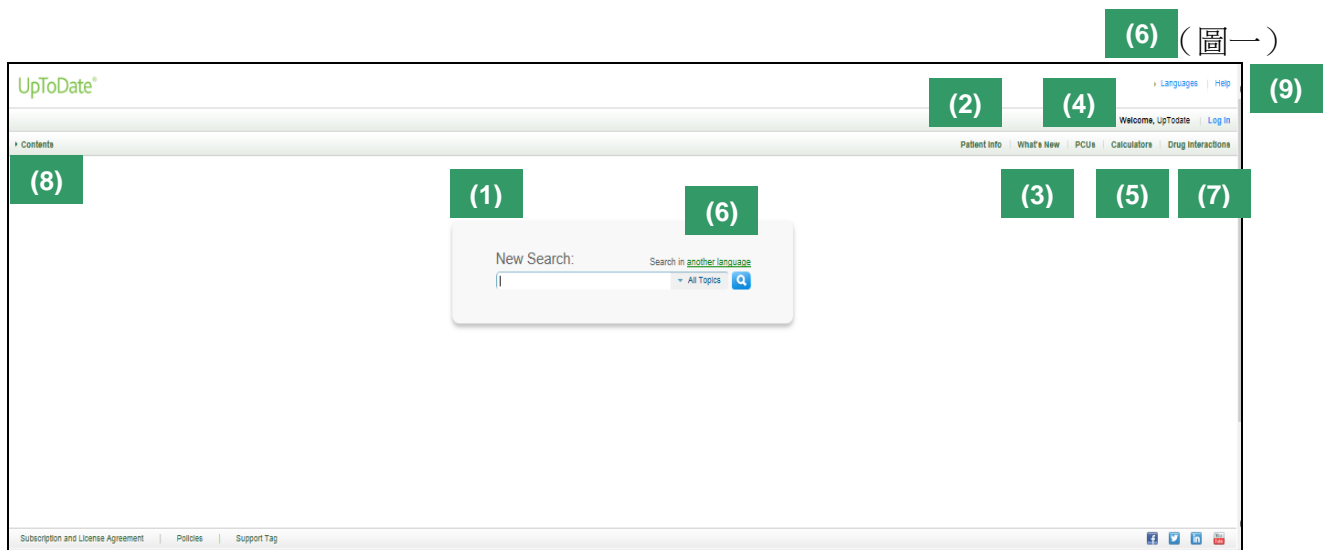 (6) (圖一)
UpToDate®
Languages | Help
(9)
(2) (4)
Welcome, UpTodate | Log In
Contents
Patient Info | What's New | PCUs | Calculators | Drug Interactions
(8) (1) (6) (3) (5) (7)
New Search:
Search in another language
All Topics
Subscription and License Agreement | Policies | Support Tag